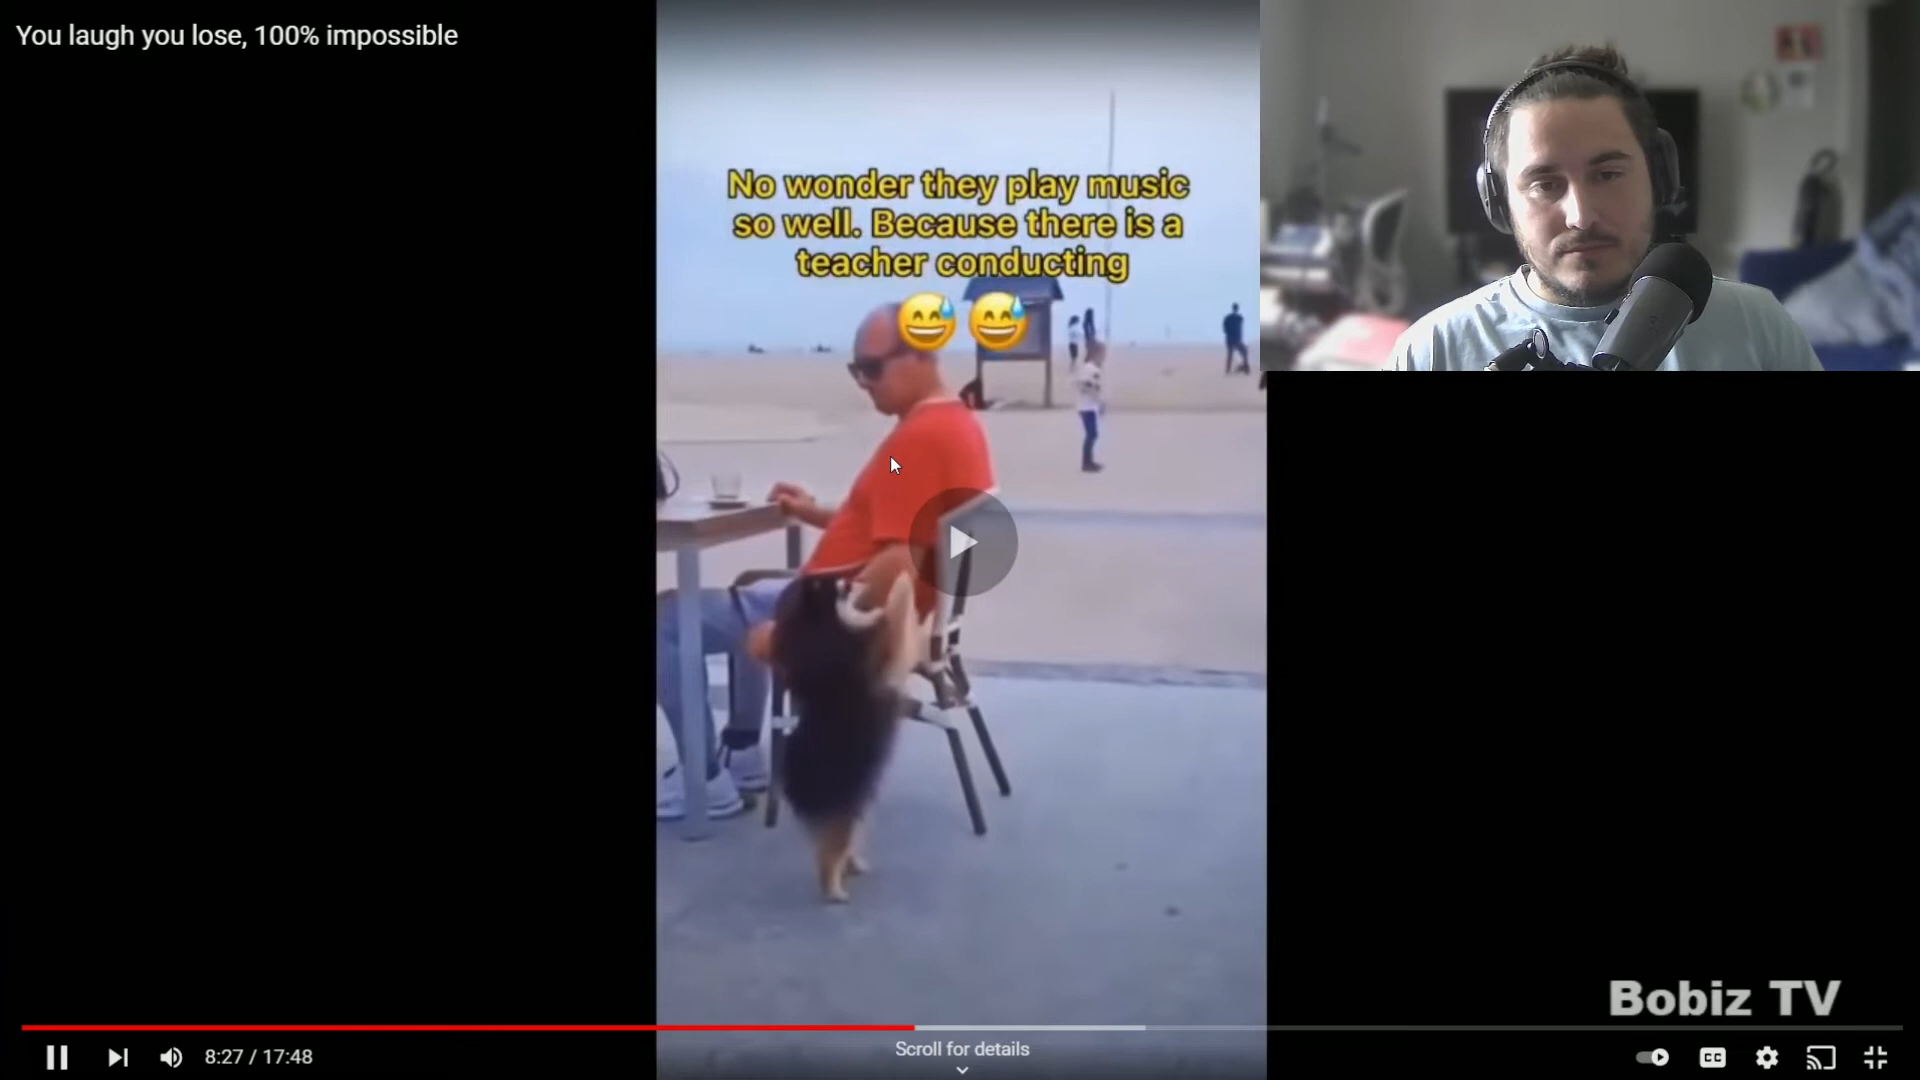 You laugh you lose, 100% impossible
No wonder they play music
so well. Because there is a
teacher conducting
Bobiz TV
Scroll for details
8:27 / 17:48
CC